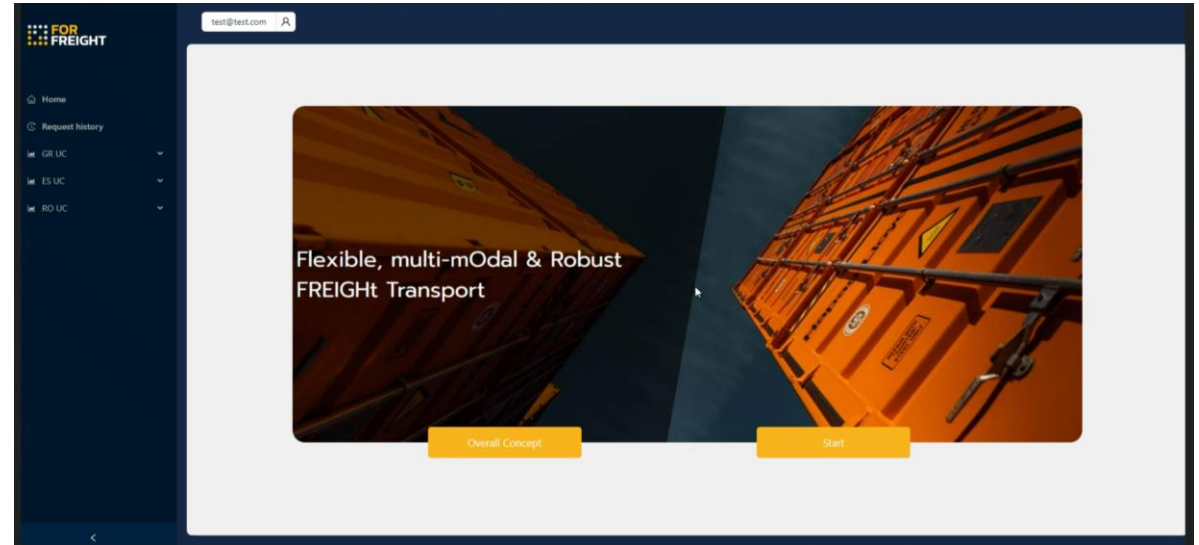 FOR
FREIGHT
test@test.com
Home
Request history
GR UC
ES UC
RO UC
Flexible, multi-mOdal & Robust
FREIGHt Transport
Overall Concept
Start